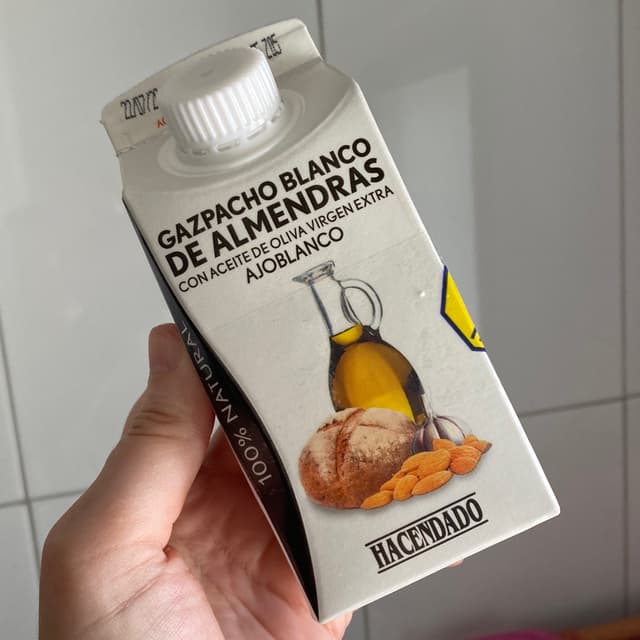 GAZPACHO BLANCO
DE ALMENDRAS
CON ACEITE DE OLIVA VIRGEN EXTRA
AJOBLANCO
100% NATURAL
HACENDADO